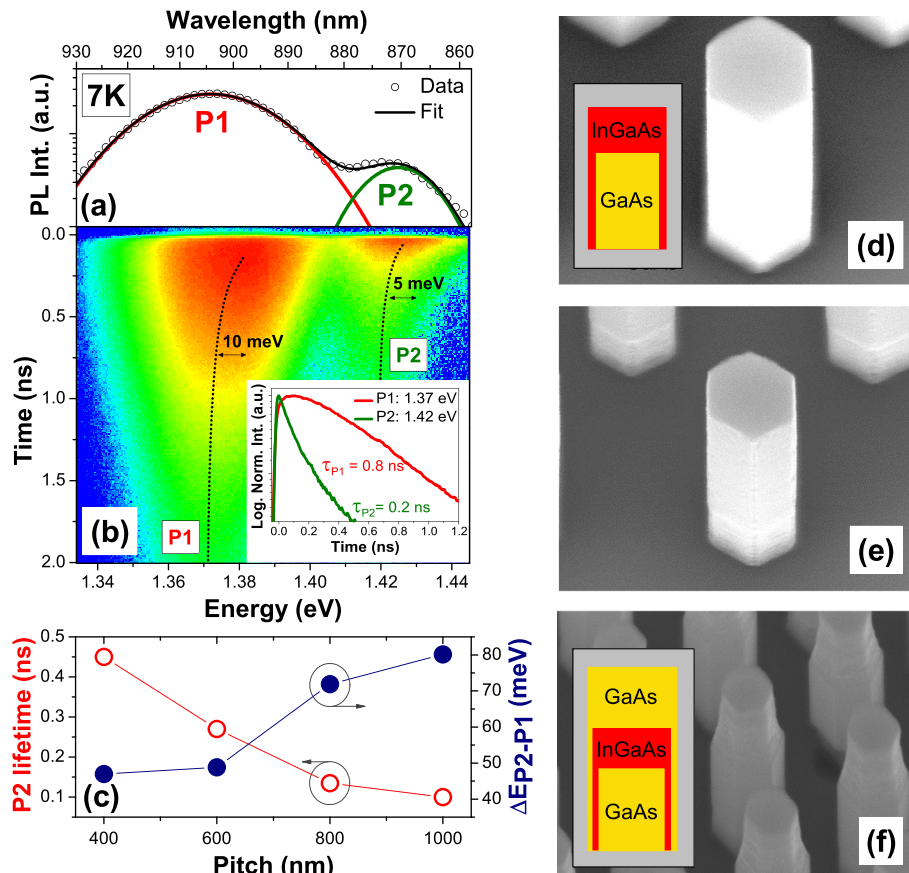 Wavelength (nm)
930 920 910 900 890 880 870 860
PL Int. (a.u.)
7K
Data
Fit
P1
P2
(a)
0.0
0.5
1.0
1.5
2.0
Time (ns)
10 meV
5 meV
P2
P1
(b)
Log. Norm. Int. (a.u.)
P1: 1.37 eV
P2: 1.42 eV
τP1 = 0.8 ns
τP2 = 0.2 ns
0.0 0.2 0.4 0.6 0.8 1.0 1.2
Time (ns)
1.34 1.36 1.38 1.40 1.42 1.44
Energy (eV)
P2 lifetime (ns)
0.5
0.4
0.3
0.2
0.1
80
72
60
50
40
ΔEP2-P1 (meV)
(c)
400 600 800 1000
Pitch (nm)
InGaAs
GaAs
(d)
(e)
GaAs
InGaAs
GaAs
(f)